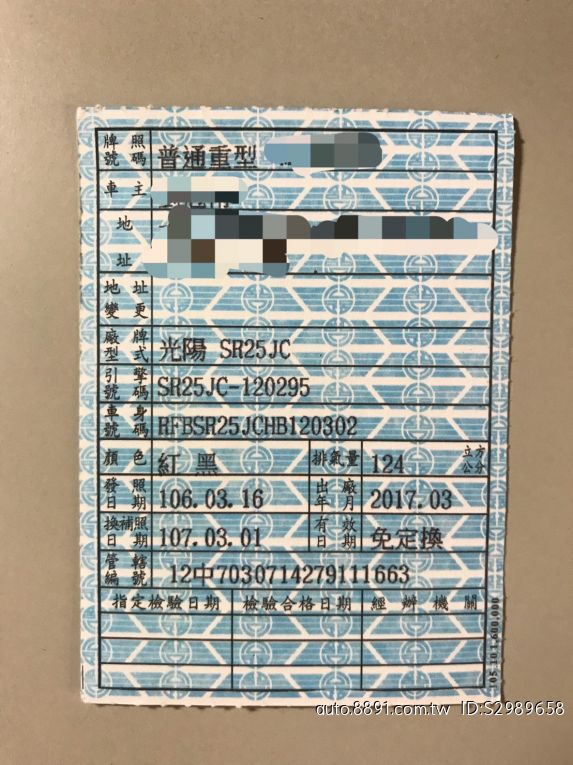 牌照號碼 普通重型
車主
地址
地址變更
廠牌型式 光陽 SR25JC
引擎號碼 SR25JC-120295
車身號碼 RFBSR25JCHB120302
顏色 紅 黑 排氣量 124 立方公分
發照日期 106.03.16 出廠年月 2017.03
換補照日期 107.03.01 有效日期 免定換
管轄編號 12中7030714279111663
指定檢驗日期 檢驗合格日期 經辦機關
auto.8891.com.tw ID:S2989658